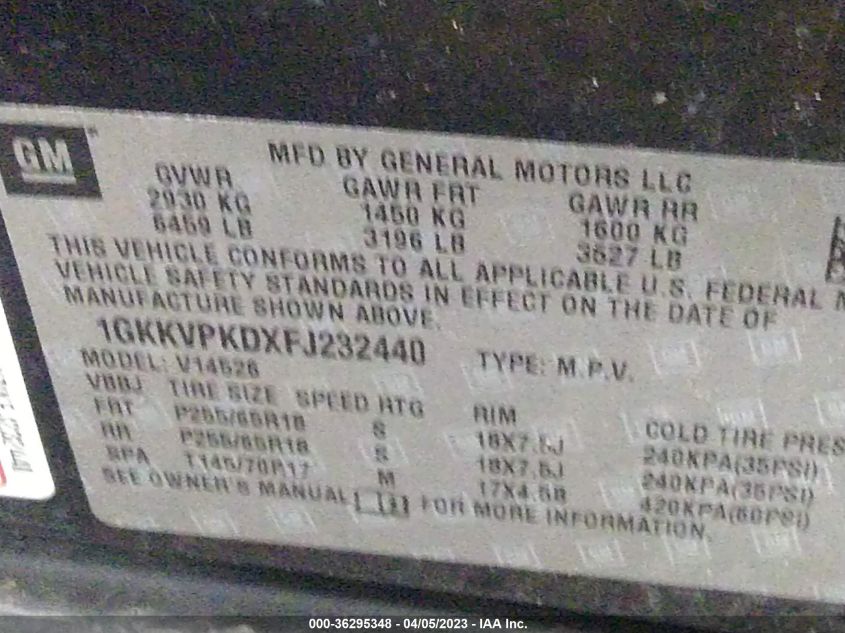 GM
MFD BY GENERAL MOTORS LLC
GVWR GAWR FRT GAWR RR
2930 KG 1450 KG 1600 KG
6459 LB 3196 LB 3527 LB
THIS VEHICLE CONFORMS TO ALL APPLICABLE U.S. FEDERAL M
VEHICLE SAFETY STANDARDS IN EFFECT ON THE DATE OF
MANUFACTURE SHOWN ABOVE.
1GKKVPKDXFJ232440 TYPE: M.P.V.
MODEL: V14526
VBBJ TIRE SIZE SPEED RTG RIM COLD TIRE PRES
FRT P255/65R18 S 18X7.5J 240KPA(35PSI)
RR P255/65R18 S 18X7.5J 240KPA(35PSI)
SPA T145/70R17 M 17X4.5B 420KPA(60PSI)
SEE OWNER'S MANUAL FOR MORE INFORMATION.
000-36295348 - 04/05/2023 - IAA Inc.